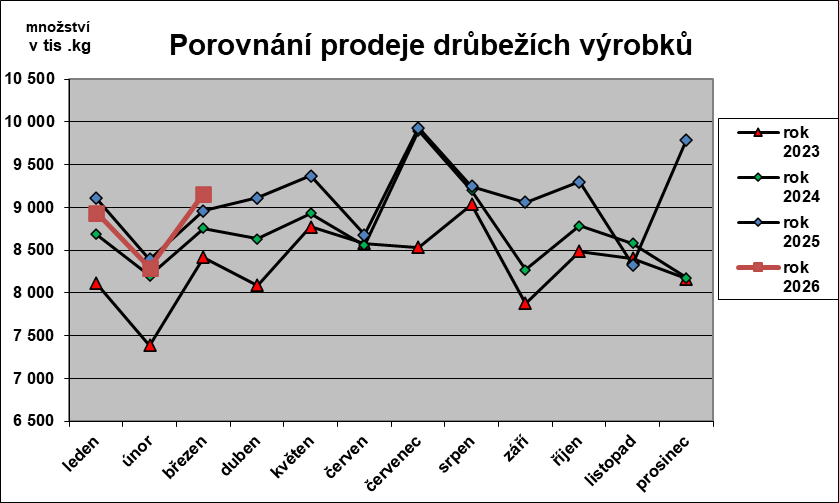 množství
v tis .kg
Porovnání prodeje drůbežích výrobků
10 500
10 000
9 500
9 000
8 500
8 000
7 500
7 000
6 500
leden
únor
březen
duben
květen
červen
červenec
srpen
září
říjen
listopad
prosinec
rok
2023
rok
2024
rok
2025
rok
2026